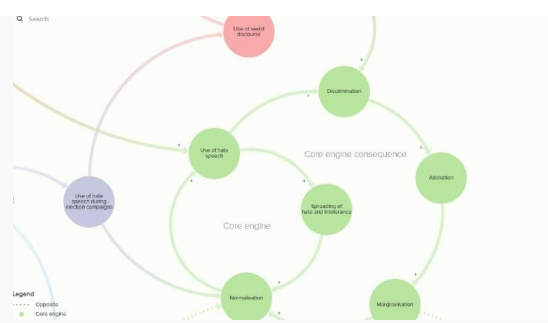 Search
Use of
discourse
Discrimination
Use of hate
speech
Core engine consequence
Alienation
Use of hate
speech during
election campaigns
Spreading of
hate and intolerance
Core engine
Normalisation
Marginalisation
Legend
Opposite
Core engine